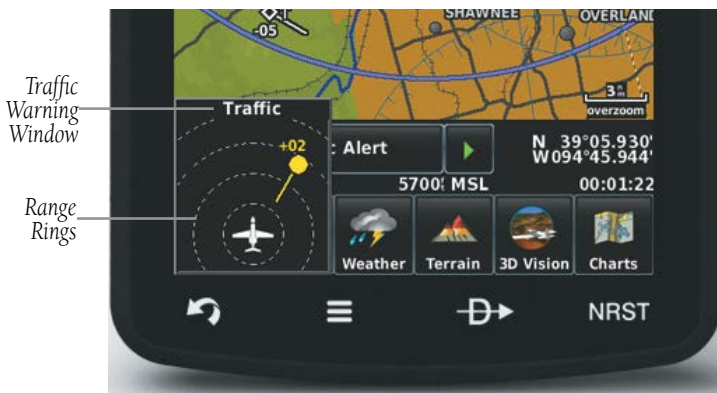 SHAWNEE
OVERLAND
-05
3 n m
overzoom
Traffic
Warning
Window
Traffic
+02
: Alert
N 39°05.930'
W094°45.944'
5700 MSL
00:01:22
Range
Rings
Weather
Terrain
3D Vision
Charts
NRST